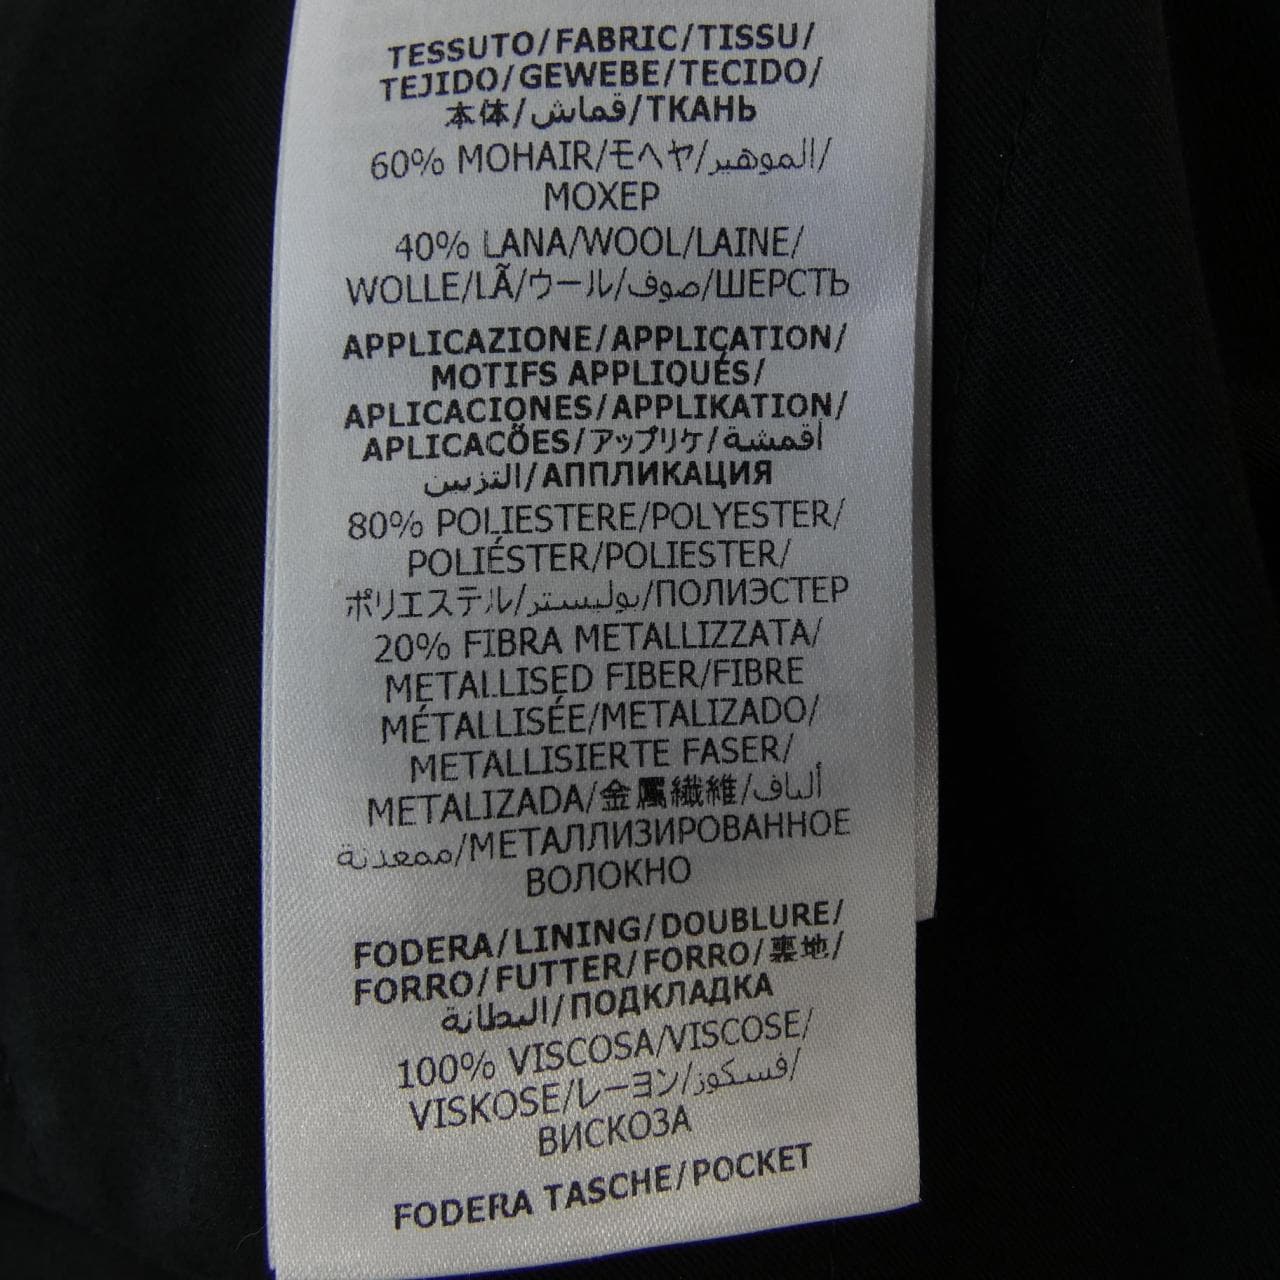 TESSUTO/FABRIC/TISSU/
TEJIDO/GEWEBE/TECIDO/
本体/قماش/ТКАНЬ
60% MOHAIR/モヘヤ/الموهير/
МОХЕР
40% LANA/WOOL/LAINE/
WOLLE/LÃ/ウール/صوف/ШЕРСТЬ
APPLICAZIONE/APPLICATION/
MOTIFS APPLIQUÉS/
APLICACIONES/APPLIKATION/
APLICAÇÕES/アップリケ/أقمشة
التزيين/АППЛИКАЦИЯ
80% POLIESTERE/POLYESTER/
POLIÉSTER/POLIESTER/
ポリエステル/بوليستر/ПОЛИЭСТЕР
20% FIBRA METALLIZZATA/
METALLISED FIBER/FIBRE
MÉTALLISÉE/METALIZADO/
METALLISIERTE FASER/
METALIZADA/金属繊維/ألياف
ممعدنة/МЕТАЛЛИЗИРОВАННОЕ
ВОЛОКНО
FODERA/LINING/DOUBLURE/
FORRO/FUTTER/FORRO/裏地/
البطانة/ПОДКЛАДКА
100% VISCOSA/VISCOSE/
VISKOSE/レーヨン/فسكوز/
ВИСКОЗА
FODERA TASCHE/POCKET